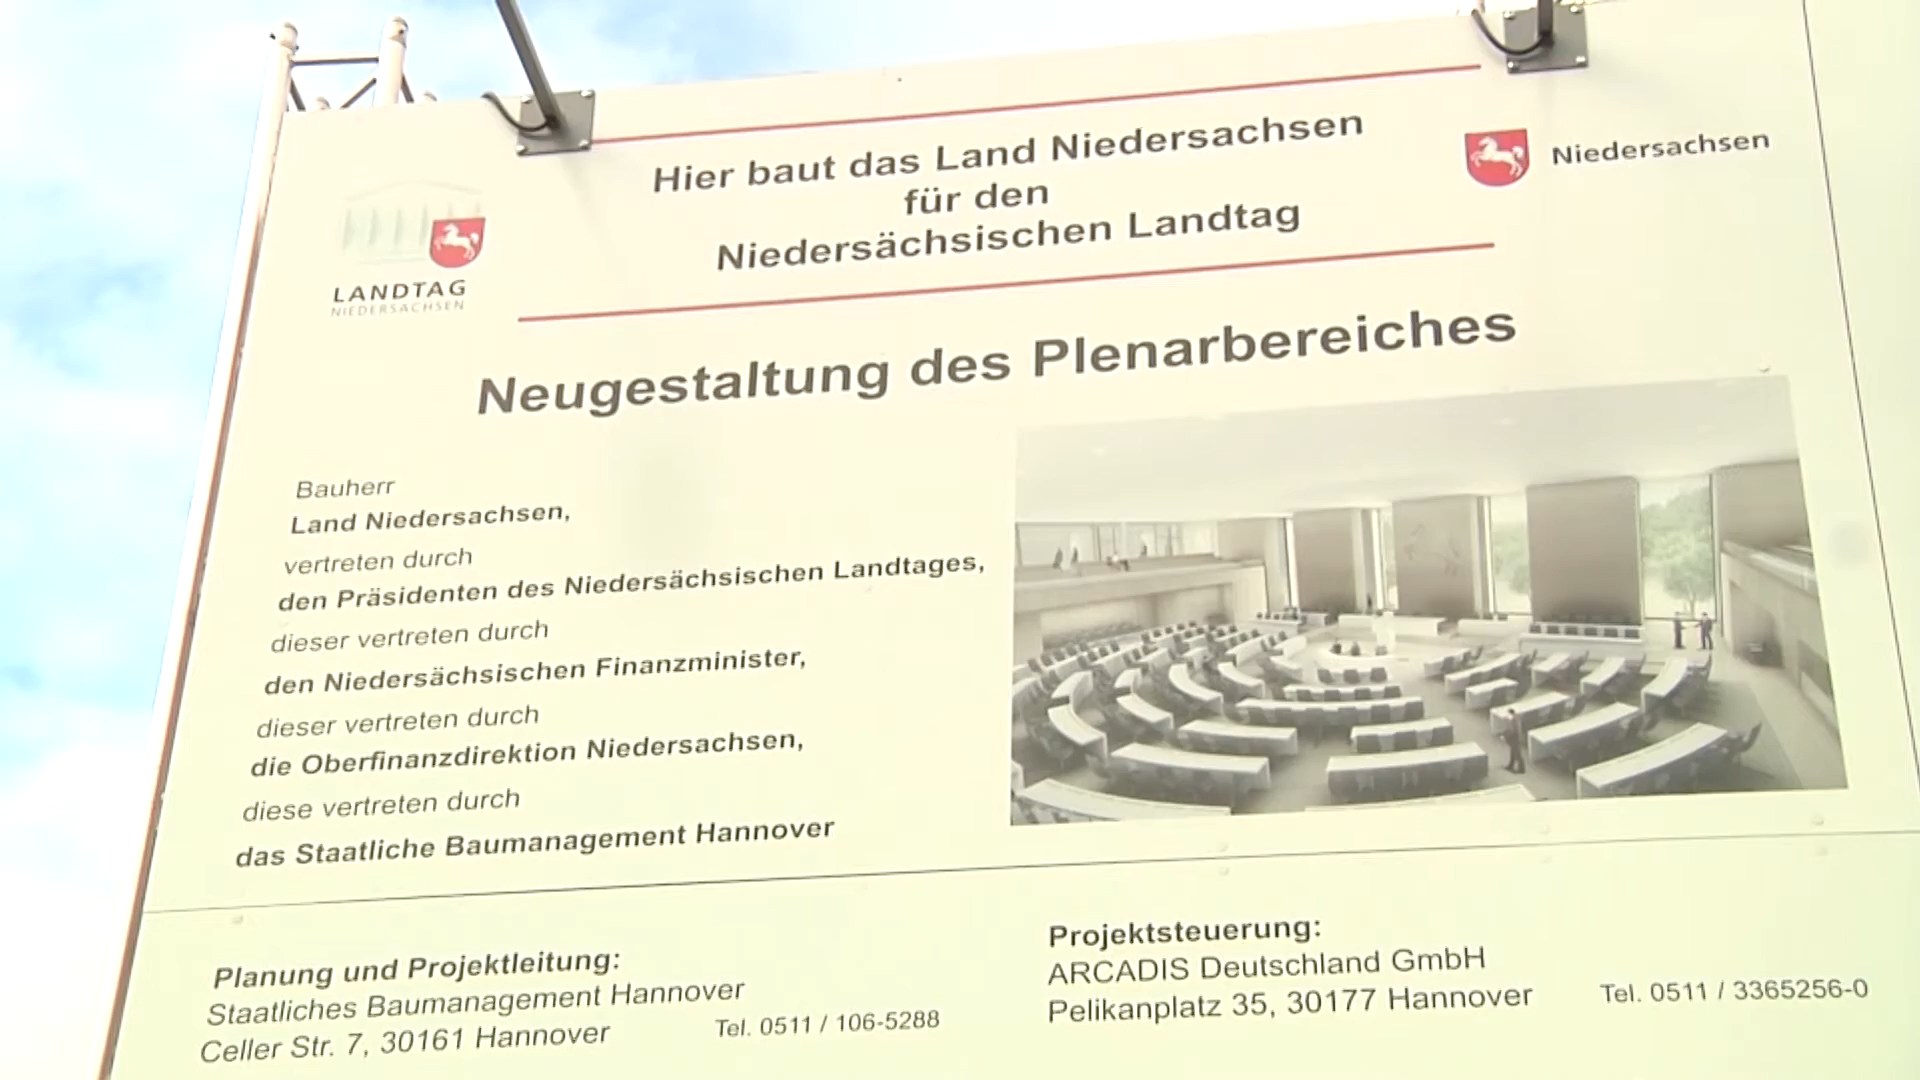 Hier baut das Land Niedersachsen
für den
Niedersächsischen Landtag
Niedersachsen
LANDTAG
NIEDERSACHSEN
Neugestaltung des Plenarbereiches
Bauherr
Land Niedersachsen,
vertreten durch
den Präsidenten des Niedersächsischen Landtages,
dieser vertreten durch
den Niedersächsischen Finanzminister,
dieser vertreten durch
die Oberfinanzdirektion Niedersachsen,
diese vertreten durch
das Staatliche Baumanagement Hannover
Planung und Projektleitung:
Staatliches Baumanagement Hannover
Celler Str. 7, 30161 Hannover Tel. 0511 / 106-5288
Projektsteuerung:
ARCADIS Deutschland GmbH
Pelikanplatz 35, 30177 Hannover Tel. 0511 / 3365256-0